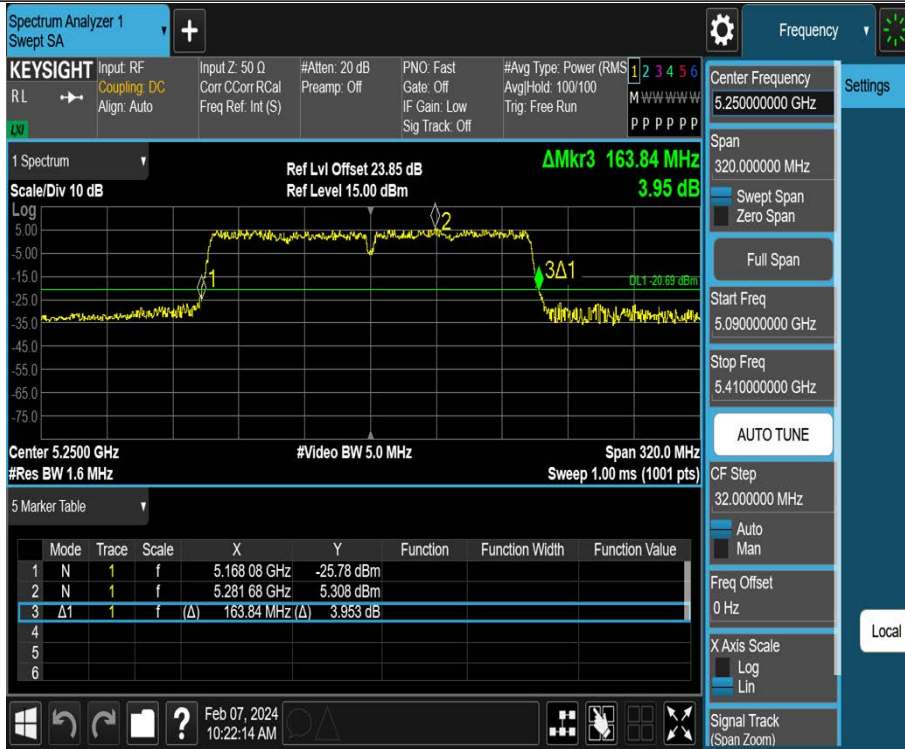 Spectrum Analyzer 1
Swept SA
+
Frequency
KEYSIGHT
RL
LXI
Input: RF
Coupling: DC
Align: Auto
Input Z: 50 Ω
Corr CCorr RCal
Freq Ref: Int (S)
#Atten: 20 dB
Preamp: Off
PNO: Fast
Gate: Off
IF Gain: Low
Sig Track: Off
#Avg Type: Power (RMS
Avg|Hold: 100/100
Trig: Free Run
1 2 3 4 5 6
M W W W W W
P P P P P P
1 Spectrum
Scale/Div 10 dB
Ref Lvl Offset 23.85 dB
Ref Level 15.00 dBm
ΔMkr3 163.84 MHz
3.95 dB
Log
5.00
-5.00
-15.0
-25.0
-35.0
-45.0
-55.0
-65.0
-75.0
1
2
3Δ1
DL1 -20.69 dBm
Center 5.2500 GHz
#Video BW 5.0 MHz
Span 320.0 MHz
#Res BW 1.6 MHz
Sweep 1.00 ms (1001 pts)
5 Marker Table
Mode Trace Scale X Y Function Function Width Function Value
1 N 1 f 5.168 08 GHz -25.78 dBm
2 N 1 f 5.281 68 GHz 5.308 dBm
3 Δ1 1 f (Δ) 163.84 MHz (Δ) 3.953 dB
4
5
6
?
Feb 07, 2024
10:22:14 AM
Center Frequency
5.250000000 GHz
Settings
Span
320.000000 MHz
Swept Span
Zero Span
Full Span
Start Freq
5.090000000 GHz
Stop Freq
5.410000000 GHz
AUTO TUNE
CF Step
32.000000 MHz
Auto
Man
Freq Offset
0 Hz
Local
X Axis Scale
Log
Lin
Signal Track
(Span Zoom)